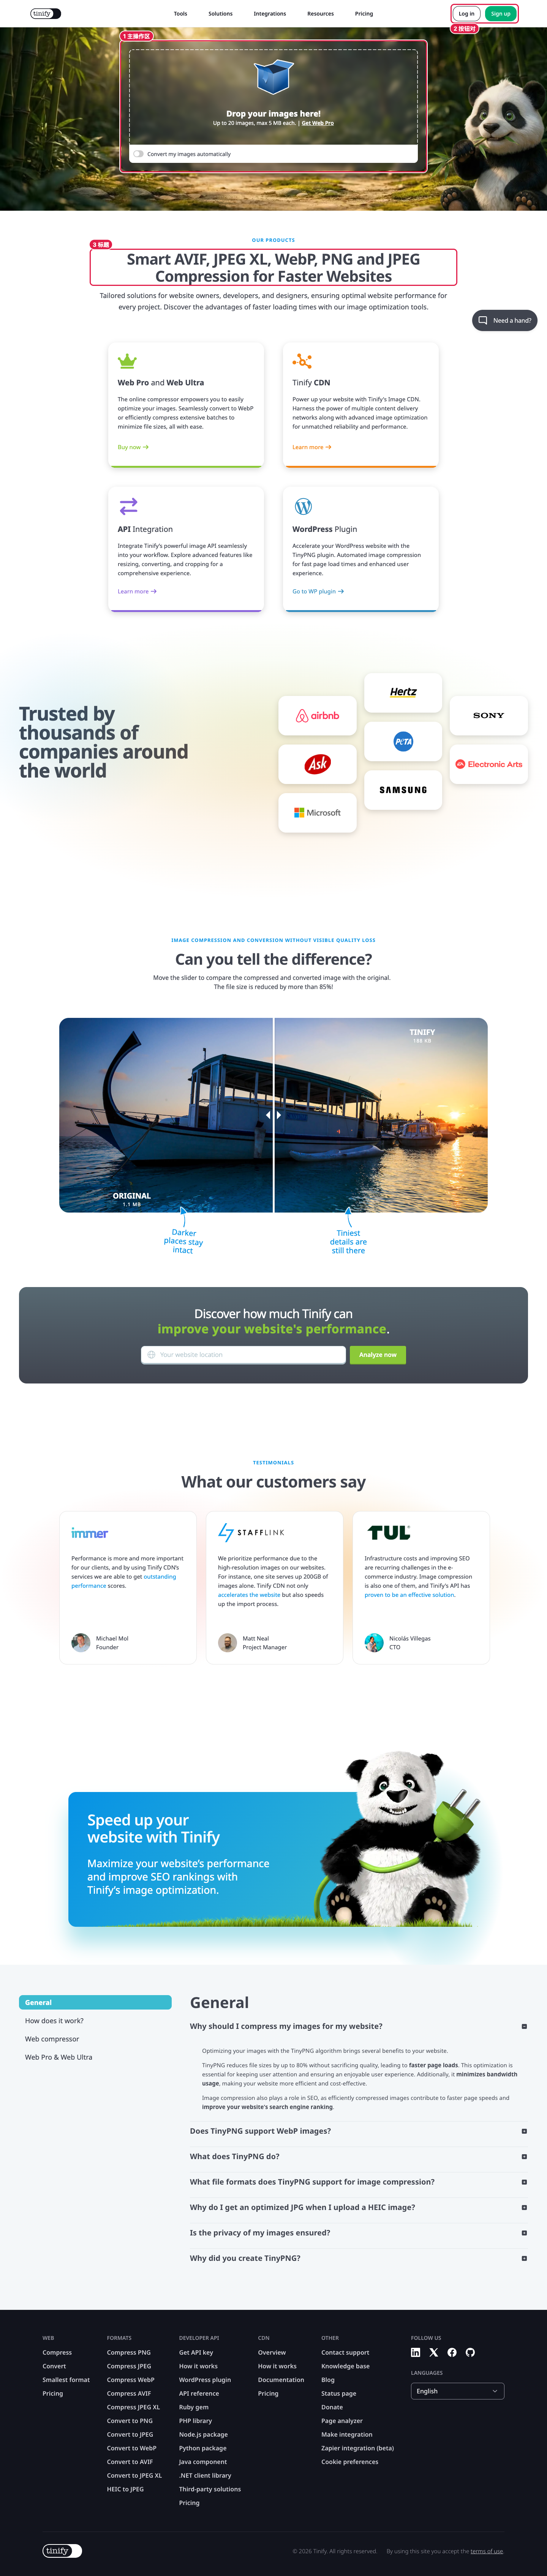 tinify
Tools
Solutions
Integrations
Resources
Pricing
Log in
Sign up
1 主操作区
2 按钮对
Drop your images here!
Up to 20 images, max 5 MB each. | Get Web Pro
Convert my images automatically
OUR PRODUCTS
3 标题
Smart AVIF, JPEG XL, WebP, PNG and JPEG
Compression for Faster Websites
Tailored solutions for website owners, developers, and designers, ensuring optimal website performance for
every project. Discover the advantages of faster loading times with our image optimization tools.
Need a hand?
Web Pro and Web Ultra
The online compressor empowers you to easily
optimize your images. Seamlessly convert to WebP
or efficiently compress extensive batches to
minimize file sizes, all with ease.
Buy now
Tinify CDN
Power up your website with Tinify's Image CDN.
Harness the power of multiple content delivery
networks along with advanced image optimization
for unmatched reliability and performance.
Learn more
API Integration
Integrate Tinify's powerful image API seamlessly
into your workflow. Explore advanced features like
resizing, converting, and cropping for a
comprehensive experience.
Learn more
WordPress Plugin
Accelerate your WordPress website with the
TinyPNG plugin. Automated image compression
for fast page load times and enhanced user
experience.
Go to WP plugin
Trusted by
thousands of
companies around
the world
airbnb
Ask
Microsoft
Hertz
PETA
SAMSUNG
SONY
EA Electronic Arts
IMAGE COMPRESSION AND CONVERSION WITHOUT VISIBLE QUALITY LOSS
Can you tell the difference?
Move the slider to compare the compressed and converted image with the original.
The file size is reduced by more than 85%!
TINIFY
188 KB
ORIGINAL
1.1 MB
Darker
places stay
intact
Tiniest
details are
still there
Discover how much Tinify can
improve your website's performance.
Your website location
Analyze now
TESTIMONIALS
What our customers say
immer
Performance is more and more important
for our clients, and by using Tinify CDN's
services we are able to get outstanding
performance scores.
Michael Mol
Founder
STAFFLINK
We prioritize performance due to the
high-resolution images on our websites.
For instance, one site serves up 200GB of
images alone. Tinify CDN not only
accelerates the website but also speeds
up the import process.
Matt Neal
Project Manager
TUL
Infrastructure costs and improving SEO
are recurring challenges in the e-
commerce industry. Image compression
is also one of them, and Tinify's API has
proven to be an effective solution.
Nicolás Villegas
CTO
Speed up your
website with Tinify
Maximize your website's performance
and improve SEO rankings with
Tinify's image optimization.
General
How does it work?
Web compressor
Web Pro & Web Ultra
General
Why should I compress my images for my website?
Optimizing your images with the TinyPNG algorithm brings several benefits to your website.
TinyPNG reduces file sizes by up to 80% without sacrificing quality, leading to faster page loads. This optimization is
essential for keeping user attention and ensuring an enjoyable user experience. Additionally, it minimizes bandwidth
usage, making your website more efficient and cost-effective.
Image compression also plays a role in SEO, as efficiently compressed images contribute to faster page speeds and
improve your website's search engine ranking.
Does TinyPNG support WebP images?
What does TinyPNG do?
What file formats does TinyPNG support for image compression?
Why do I get an optimized JPG when I upload a HEIC image?
Is the privacy of my images ensured?
Why did you create TinyPNG?
WEB
Compress
Convert
Smallest format
Pricing
FORMATS
Compress PNG
Compress JPEG
Compress WebP
Compress AVIF
Compress JPEG XL
Convert to PNG
Convert to JPEG
Convert to WebP
Convert to AVIF
Convert to JPEG XL
HEIC to JPEG
DEVELOPER API
Get API key
How it works
WordPress plugin
API reference
Ruby gem
PHP library
Node.js package
Python package
Java component
.NET client library
Third-party solutions
Pricing
CDN
Overview
How it works
Documentation
Pricing
OTHER
Contact support
Knowledge base
Blog
Status page
Donate
Page analyzer
Make integration
Zapier integration (beta)
Cookie preferences
FOLLOW US
LANGUAGES
English
tinify
© 2026 Tinify. All rights reserved.
By using this site you accept the terms of use.